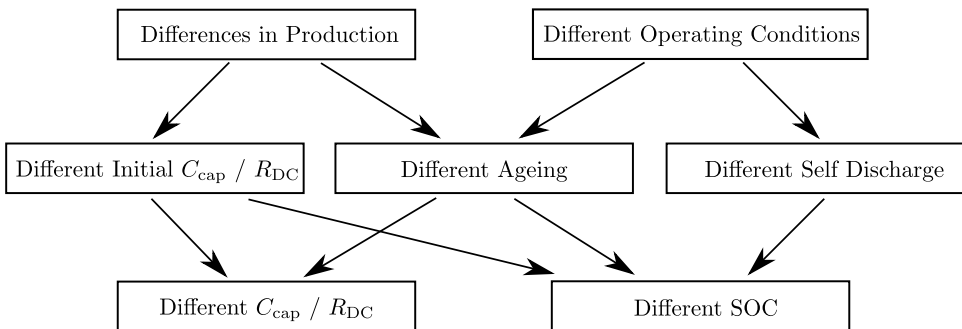 Differences in Production
Different Operating Conditions
Different Initial C_cap / R_DC
Different Ageing
Different Self Discharge
Different C_cap / R_DC
Different SOC